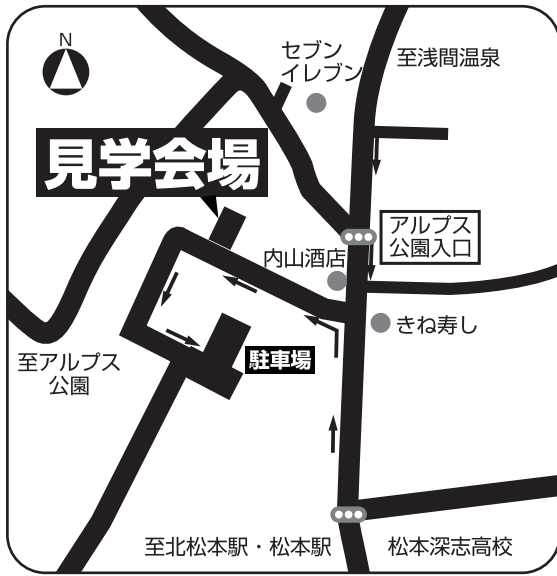 N
セブン
イレブン
至浅間温泉
見学会場
アルプス
公園入口
内山酒店
きね寿し
至アルプス
公園
駐車場
至北松本駅・松本駅
松本深志高校